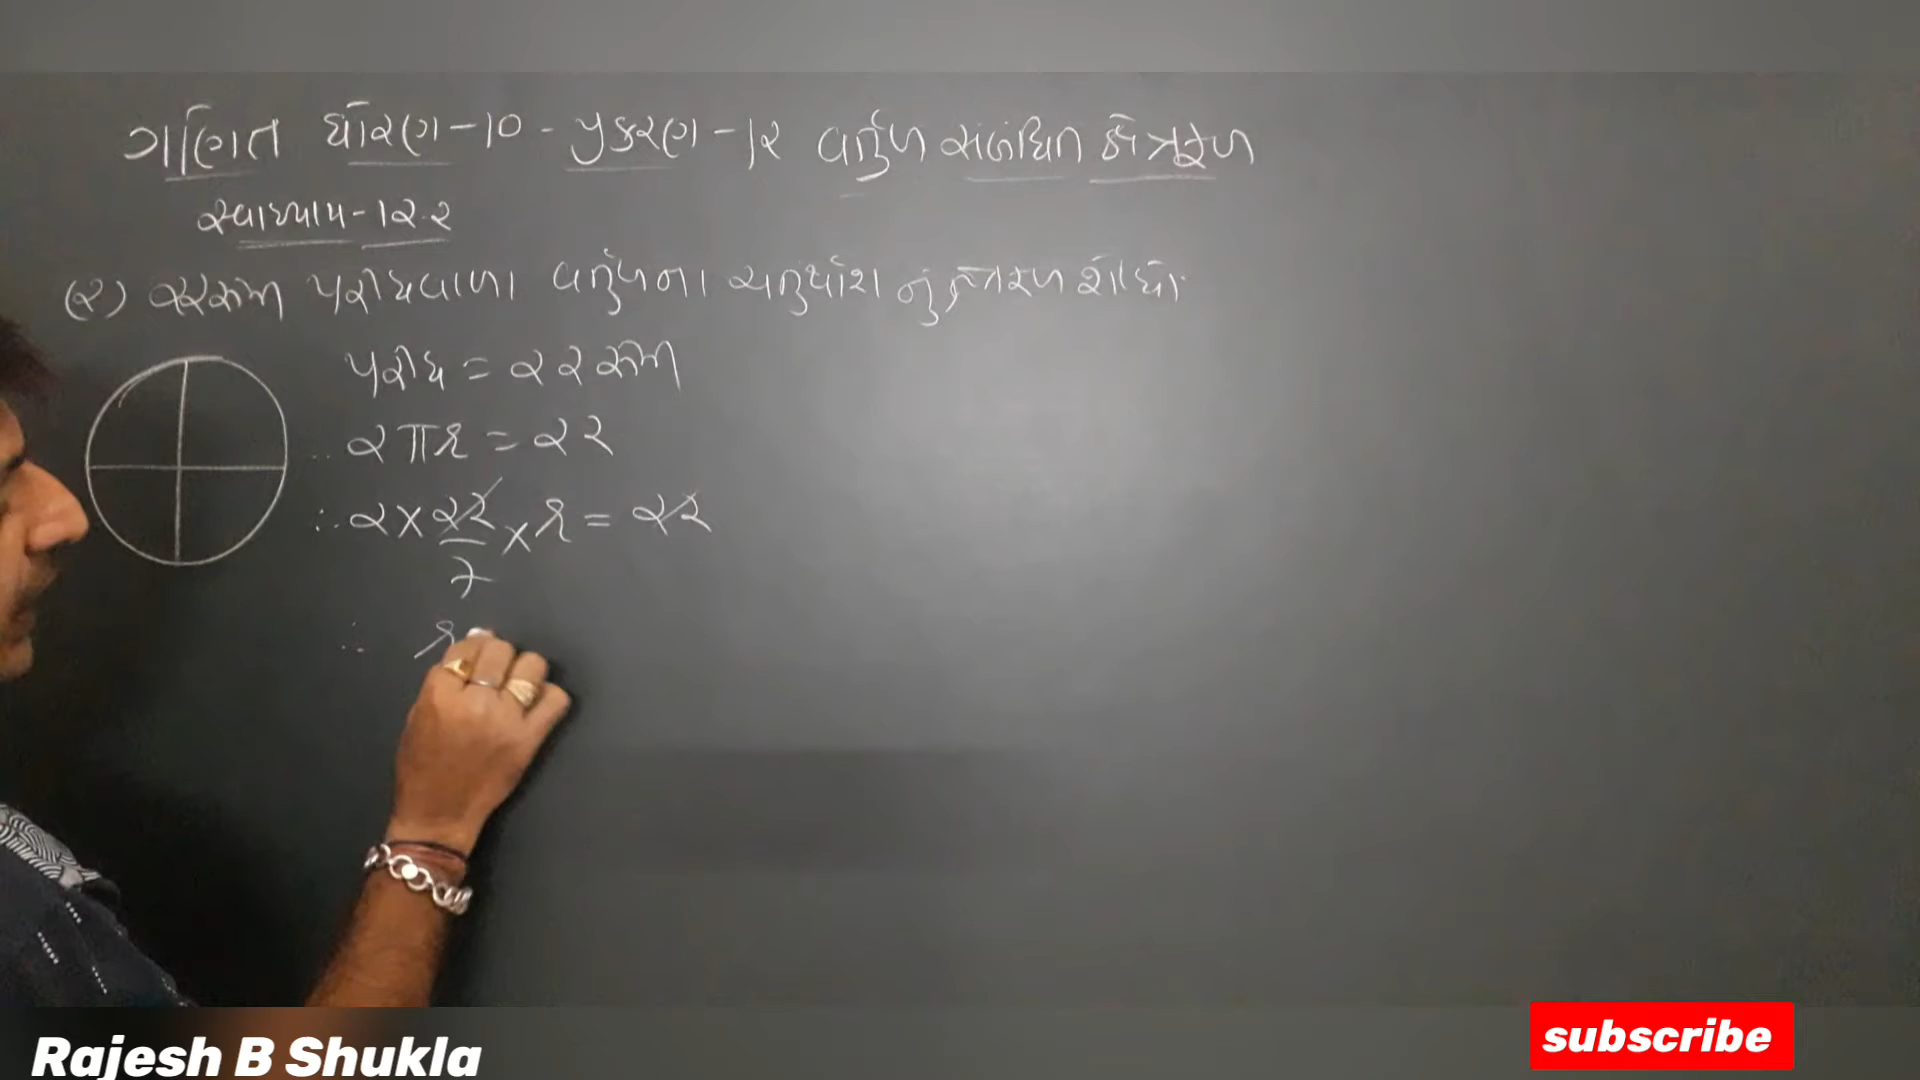 ગણિત ધોરણ-10 - પ્રકરણ-12 વર્તુળ સંબંધિત ક્ષેત્રફળ
સ્વાધ્યાય-12.2
(2) 22સેમી પરીઘવાળા વર્તુળના ચતુર્થાંશ નું ક્ષેત્રફળ શોધો.
પરીઘ = 22 સેમી
∴ 2πr = 22
∴ 2 × 22/7 × r = 22
∴ r
Rajesh B Shukla
subscribe